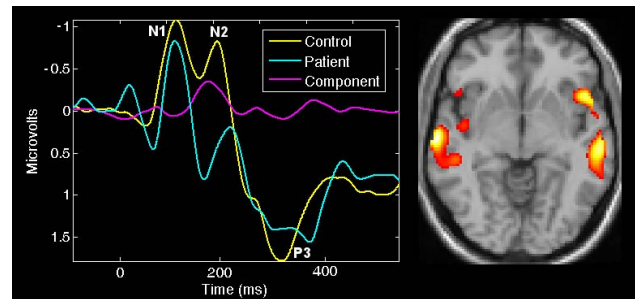 -1
-0.5
0
0.5
1
1.5
Microvolts
N1
N2
P3
Control
Patient
Component
0
200
400
Time (ms)